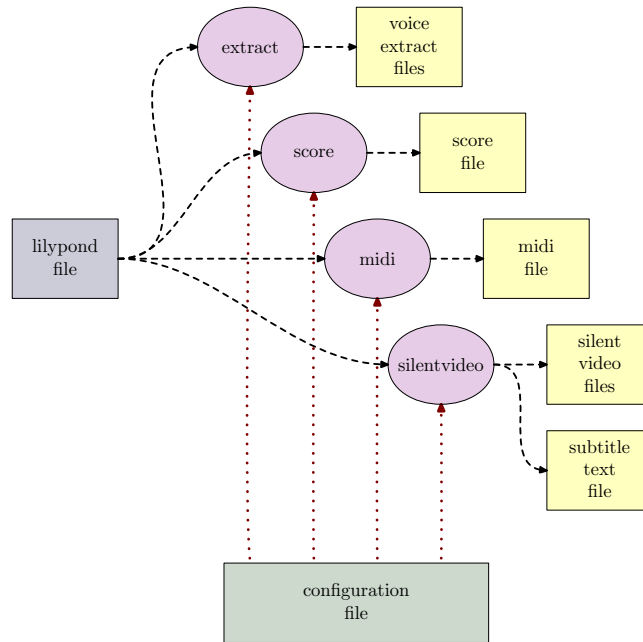 extract
voice
extract
files
score
score
file
lilypond
file
midi
midi
file
silentvideo
silent
video
files
subtitle
text
file
configuration
file